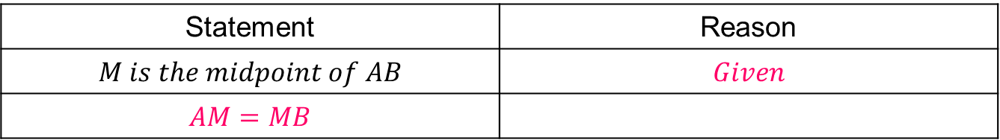 Statement Reason
M is the midpoint of AB Given
AM = MB